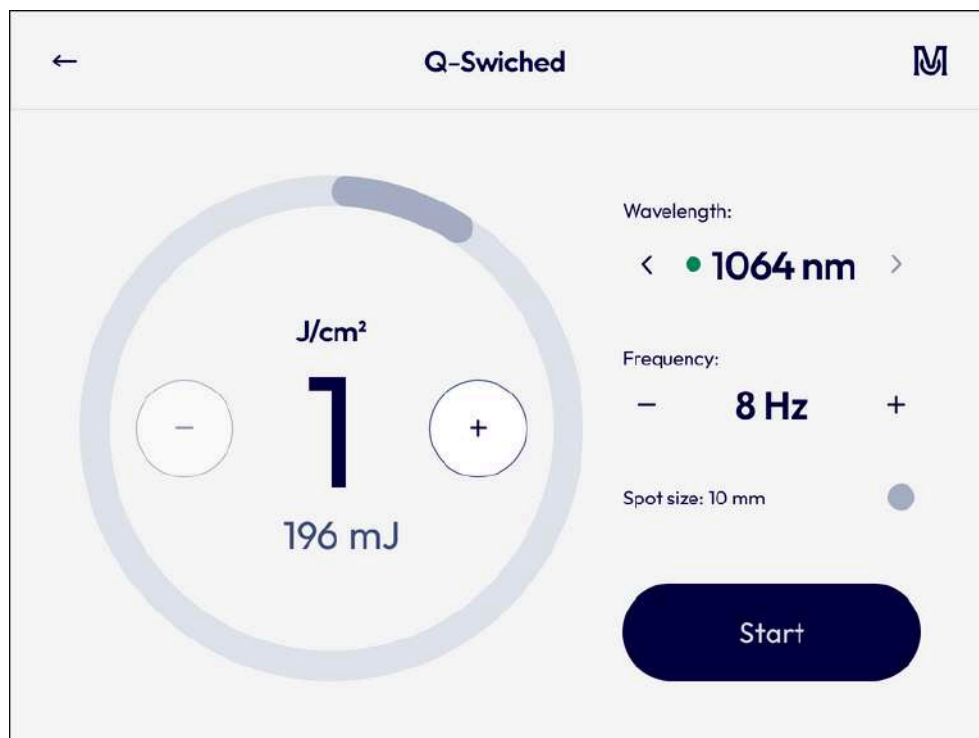 Q-Swiched
J/cm²
1
196 mJ
Wavelength:
1064 nm
Frequency:
8 Hz
Spot size: 10 mm
Start